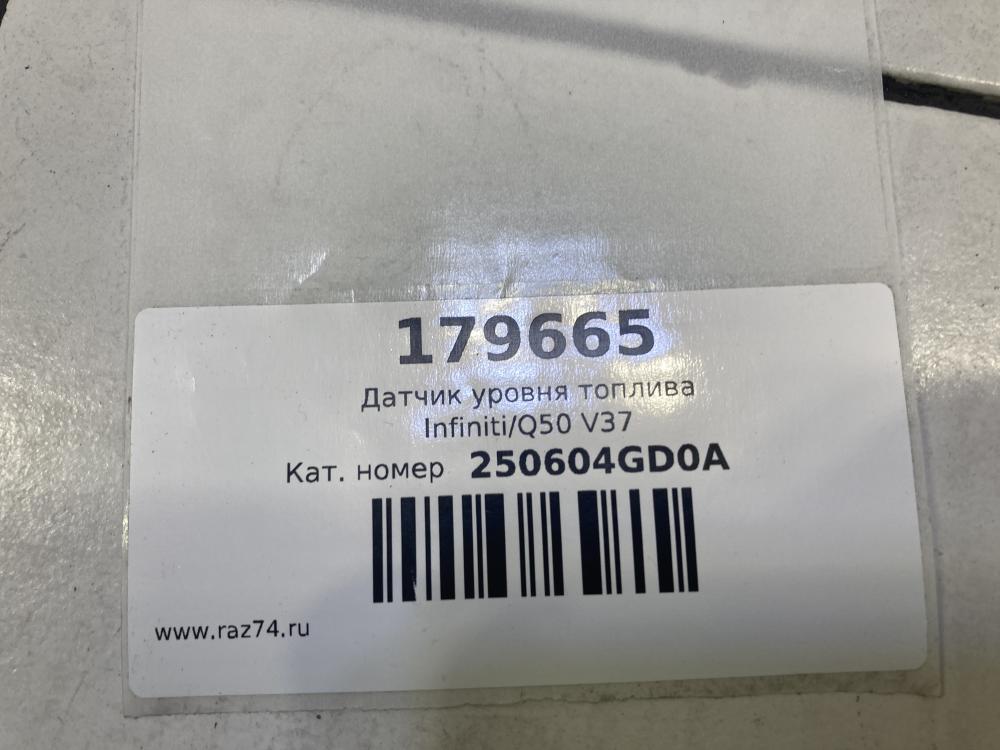 179665
Датчик уровня топлива
Infiniti/Q50 V37
Кат. номер 250604GD0A
www.raz74.ru